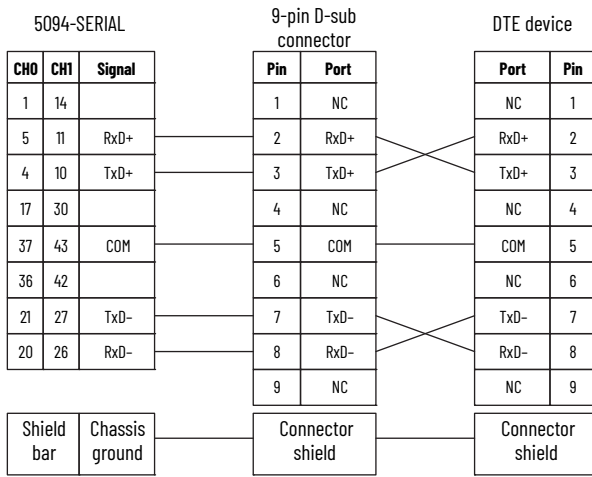 5094-SERIAL
CH0 CH1 Signal
1 14
5 11 RxD+
4 10 TxD+
17 30
37 43 COM
36 42
21 27 TxD–
20 26 RxD–
Shield bar
Chassis ground
9-pin D-sub
connector
Pin Port
1 NC
2 RxD+
3 TxD+
4 NC
5 COM
6 NC
7 TxD–
8 RxD–
9 NC
Connector
shield
DTE device
Port Pin
NC 1
RxD+ 2
TxD+ 3
NC 4
COM 5
NC 6
TxD– 7
RxD– 8
NC 9
Connector
shield